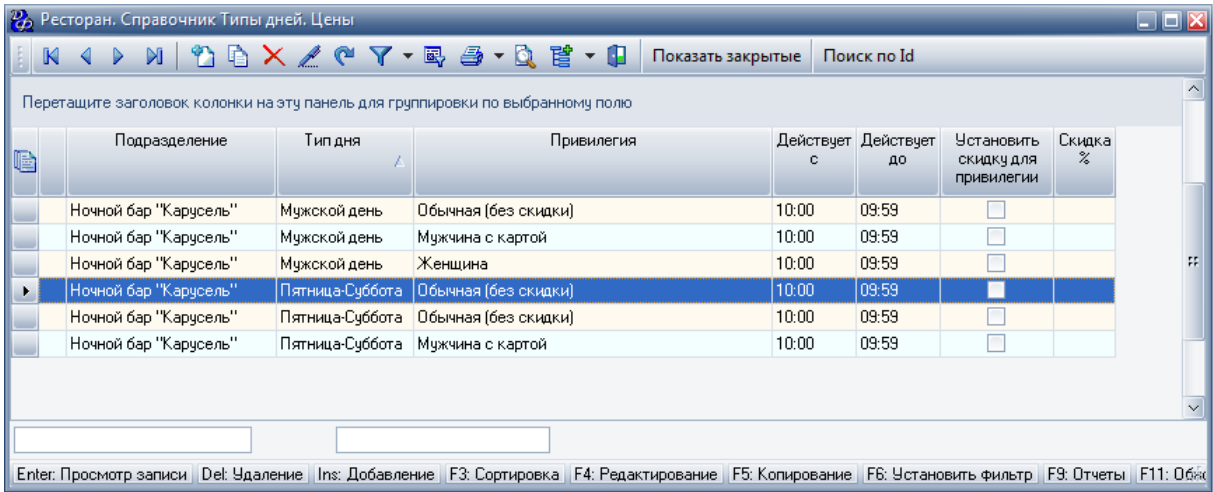 Ресторан. Справочник Типы дней. Цены
Показать закрытые Поиск по Id
Перетащите заголовок колонки на эту панель для группировки по выбранному полю
Подразделение Тип дня Привилегия Действует с Действует до Установить скидку для привилегии Скидка %
Ночной бар "Карусель" Мужской день Обычная (без скидки) 10:00 09:59
Ночной бар "Карусель" Мужской день Мужчина с картой 10:00 09:59
Ночной бар "Карусель" Мужской день Женщина 10:00 09:59
Ночной бар "Карусель" Пятница-Суббота Обычная (без скидки) 10:00 09:59
Ночной бар "Карусель" Пятница-Суббота Обычная (без скидки) 10:00 09:59
Ночной бар "Карусель" Пятница-Суббота Мужчина с картой 10:00 09:59
Enter: Просмотр записи Del: Удаление Ins: Добавление F3: Сортировка F4: Редактирование F5: Копирование F6: Установить фильтр F9: Отчеты F11: